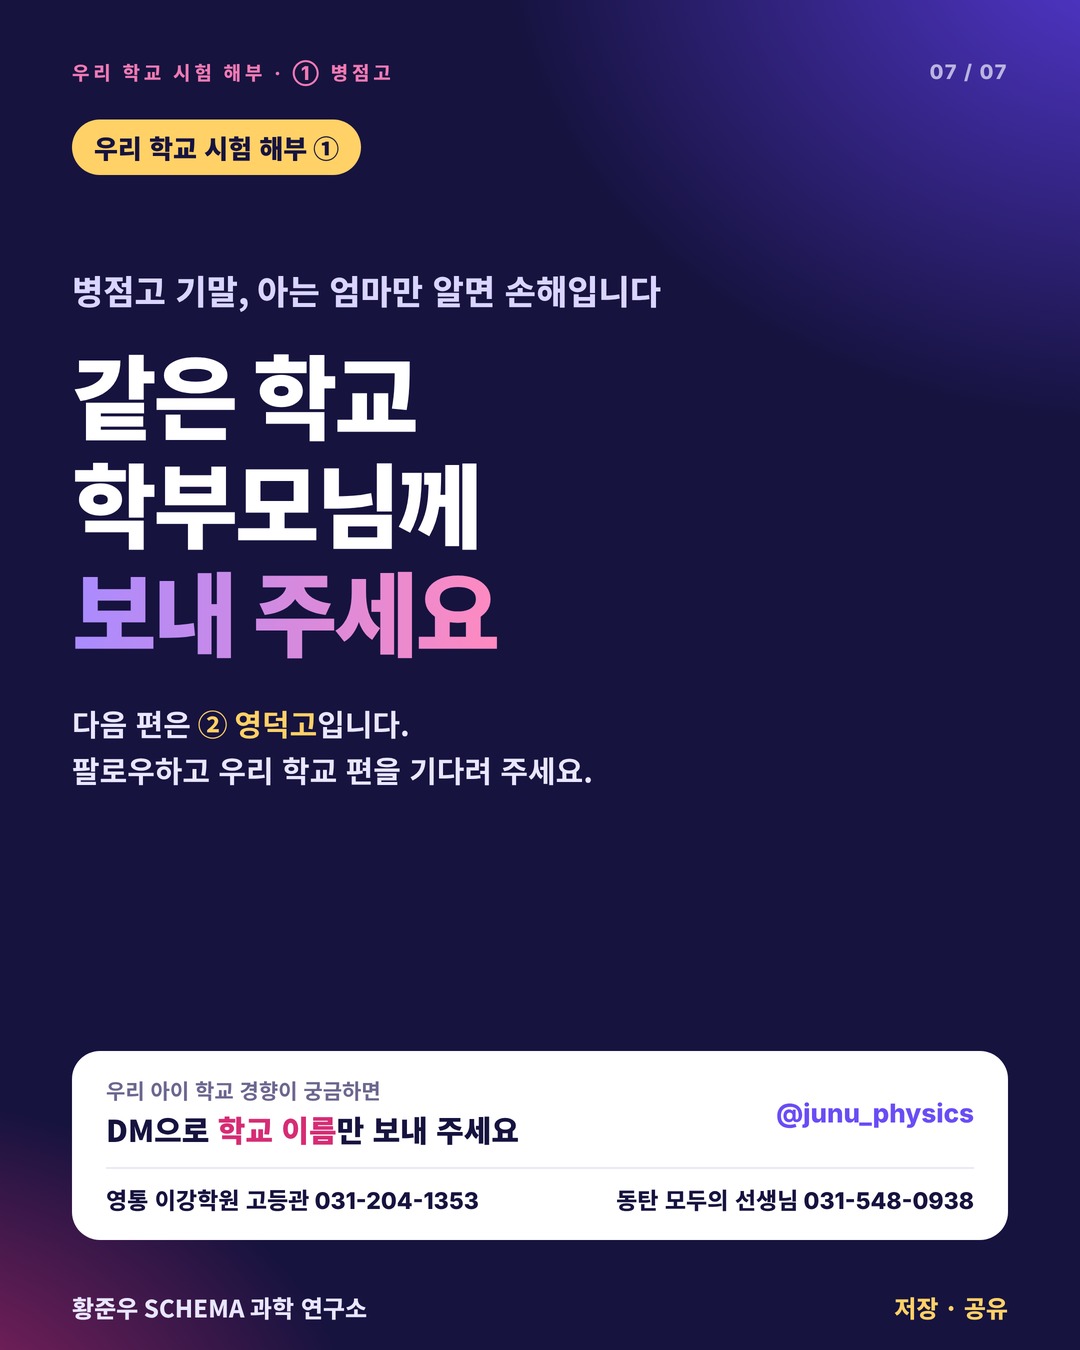 우리 학교 시험 해부 · ① 병점고
07 / 07
우리 학교 시험 해부 ①
병점고 기말, 아는 엄마만 알면 손해입니다
같은 학교
학부모님께
보내 주세요
다음 편은 ② 영덕고입니다.
팔로우하고 우리 학교 편을 기다려 주세요.
우리 아이 학교 경향이 궁금하면
DM으로 학교 이름만 보내 주세요
@junu_physics
영통 이강학원 고등관 031-204-1353
동탄 모두의 선생님 031-548-0938
황준우 SCHEMA 과학 연구소
저장 · 공유